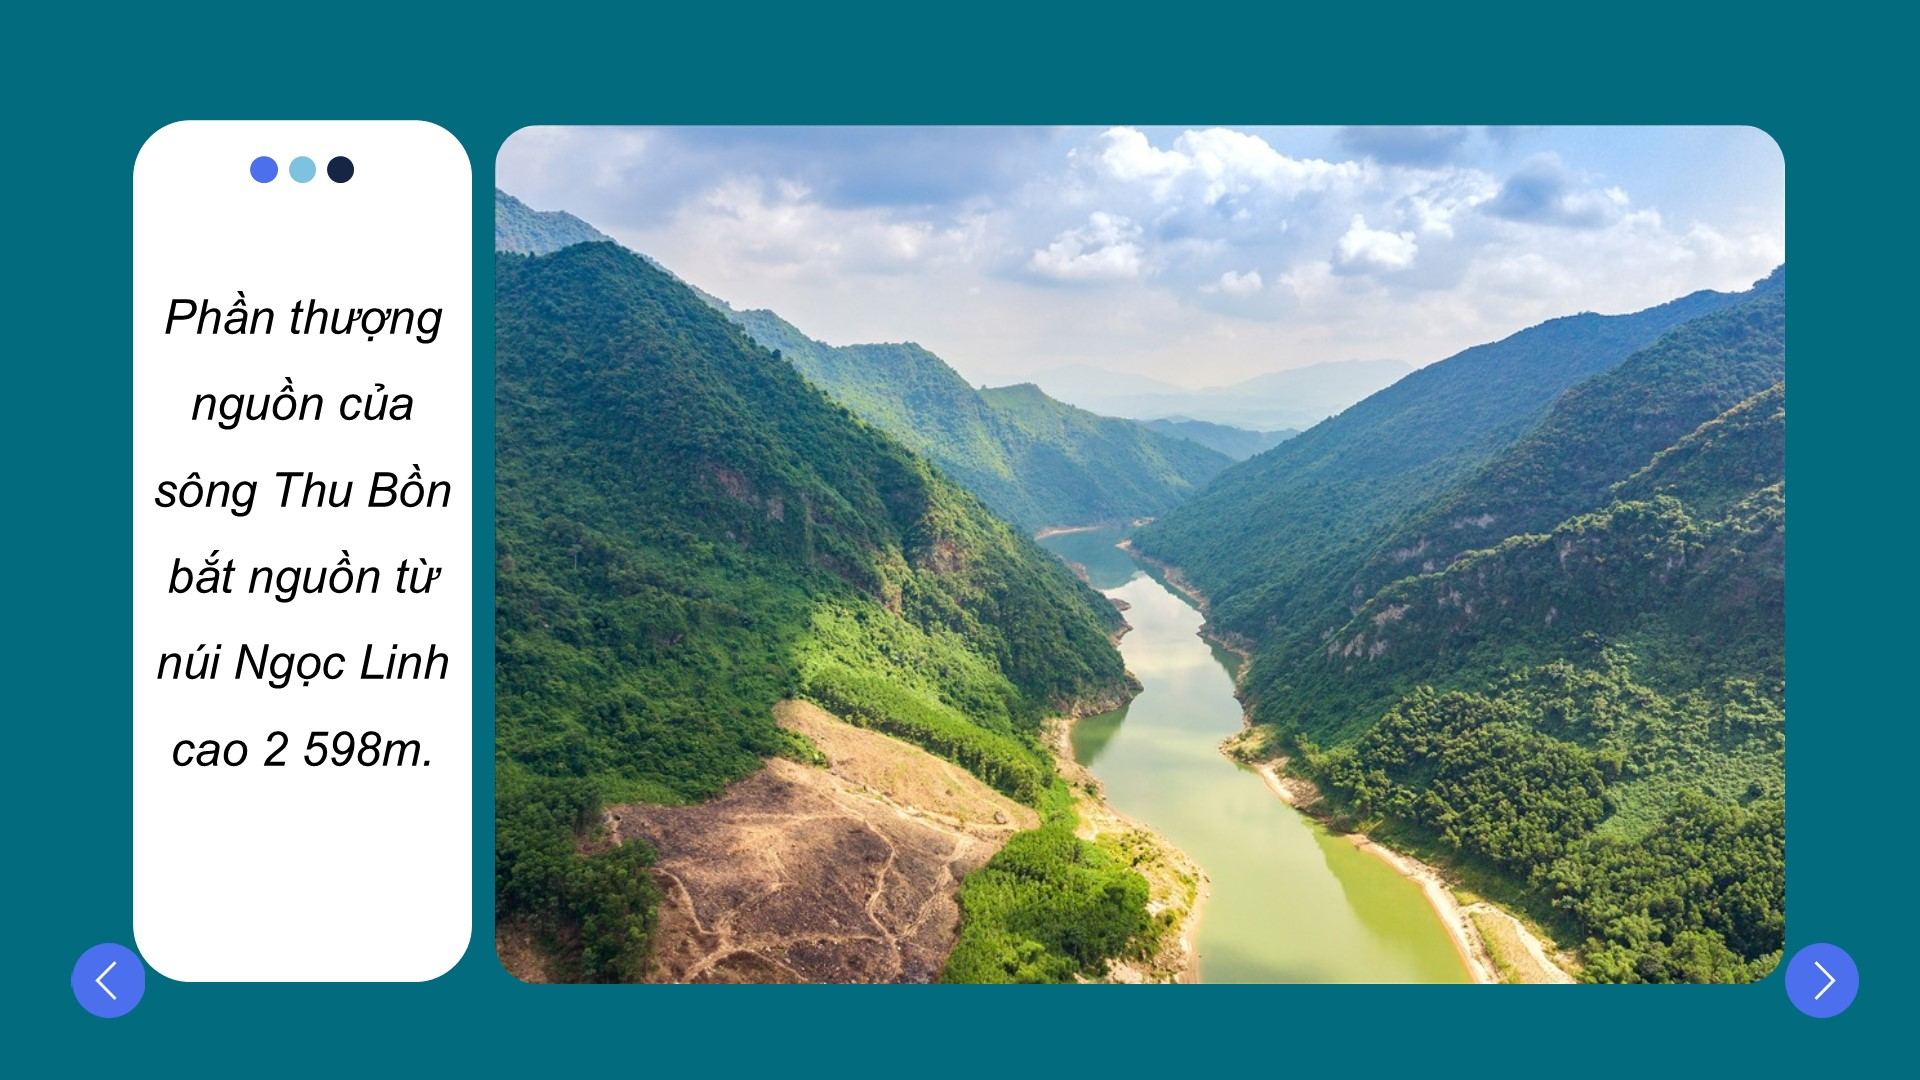 Phần thượng
nguồn của
sông Thu Bồn
bắt nguồn từ
núi Ngọc Linh
cao 2 598m.